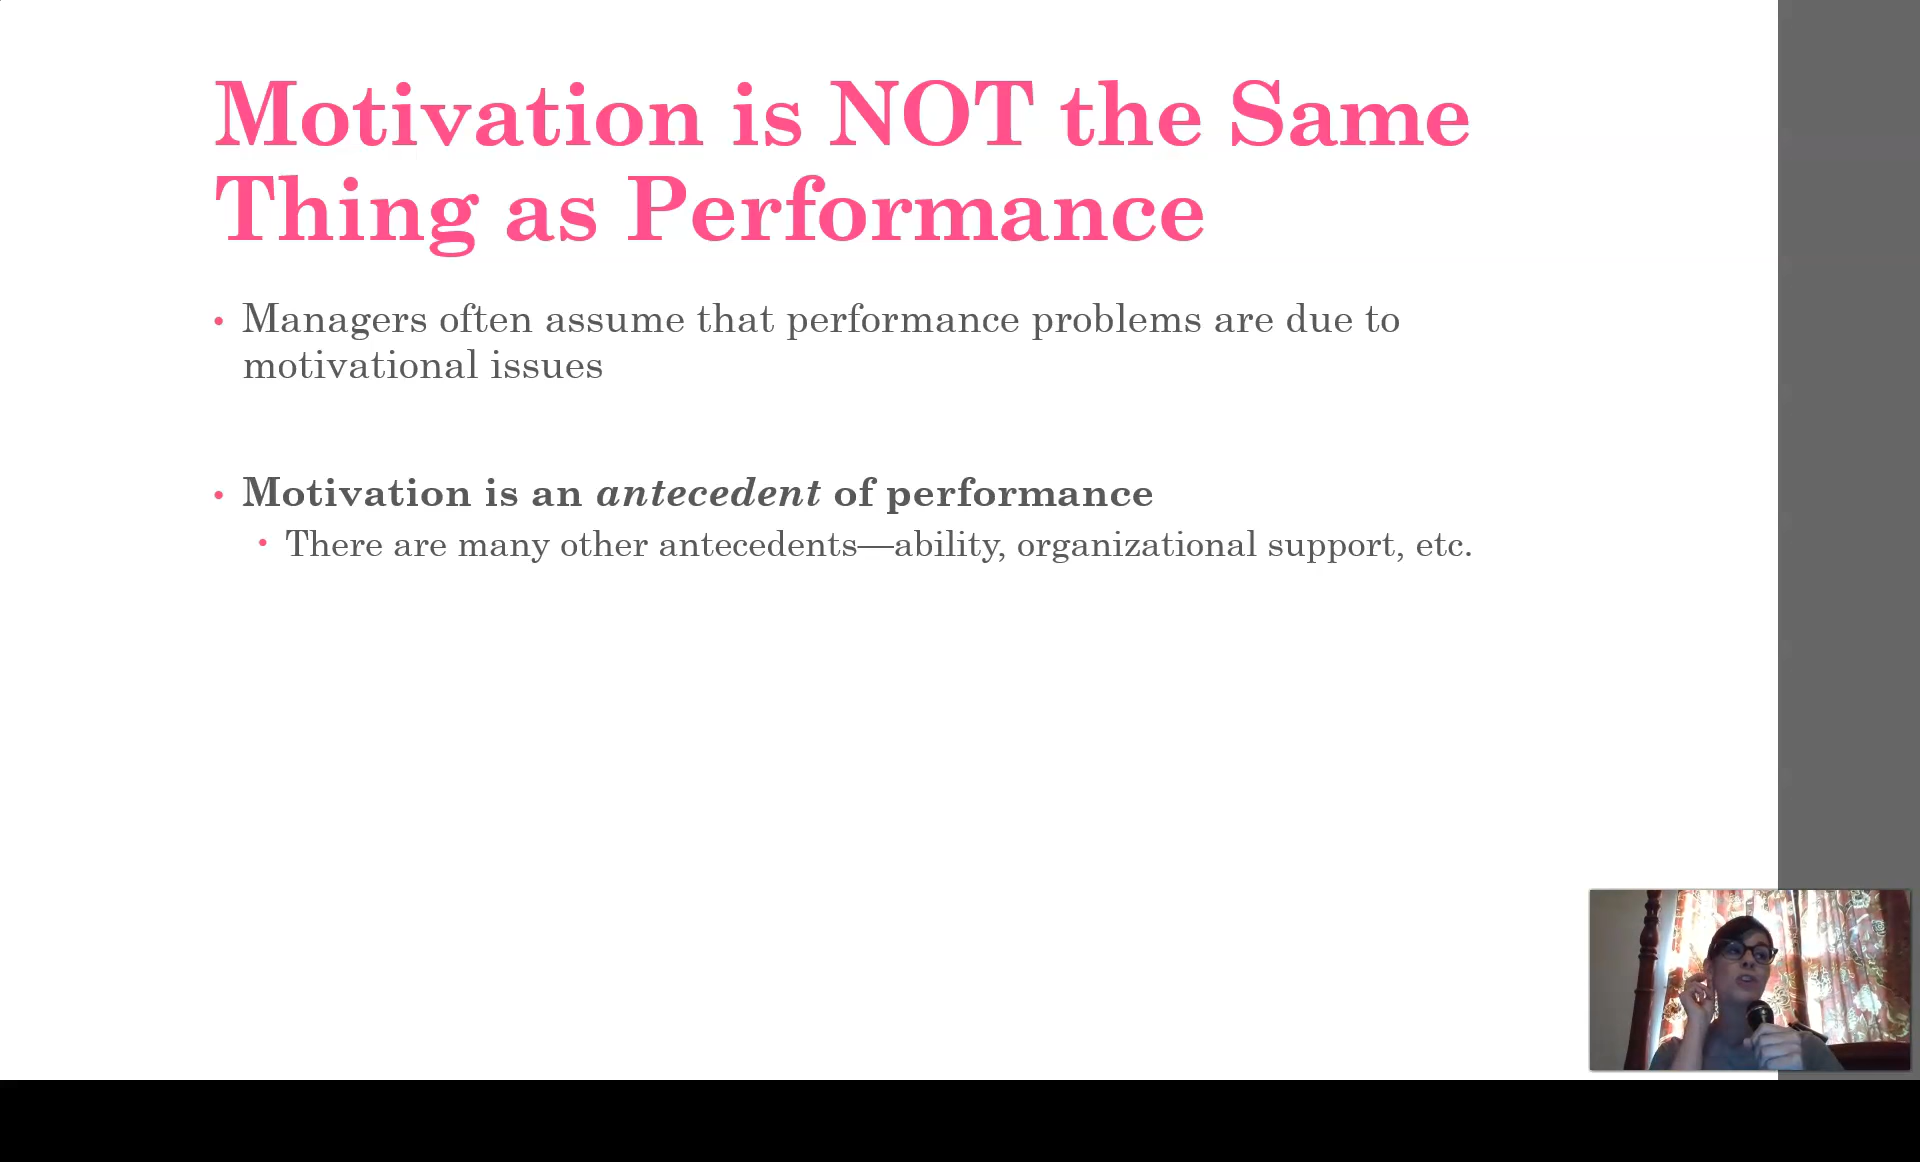 Motivation is NOT the Same
Thing as Performance
• Managers often assume that performance problems are due to
motivational issues
• Motivation is an antecedent of performance
• There are many other antecedents—ability, organizational support, etc.